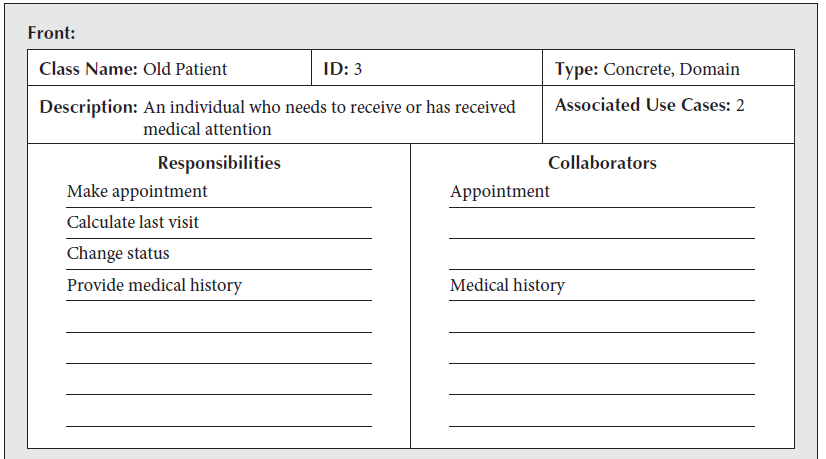 Front:
Class Name: Old Patient
ID: 3
Type: Concrete, Domain
Description: An individual who needs to receive or has received
medical attention
Associated Use Cases: 2
Responsibilities
Collaborators
Make appointment
Appointment
Calculate last visit
Change status
Provide medical history
Medical history